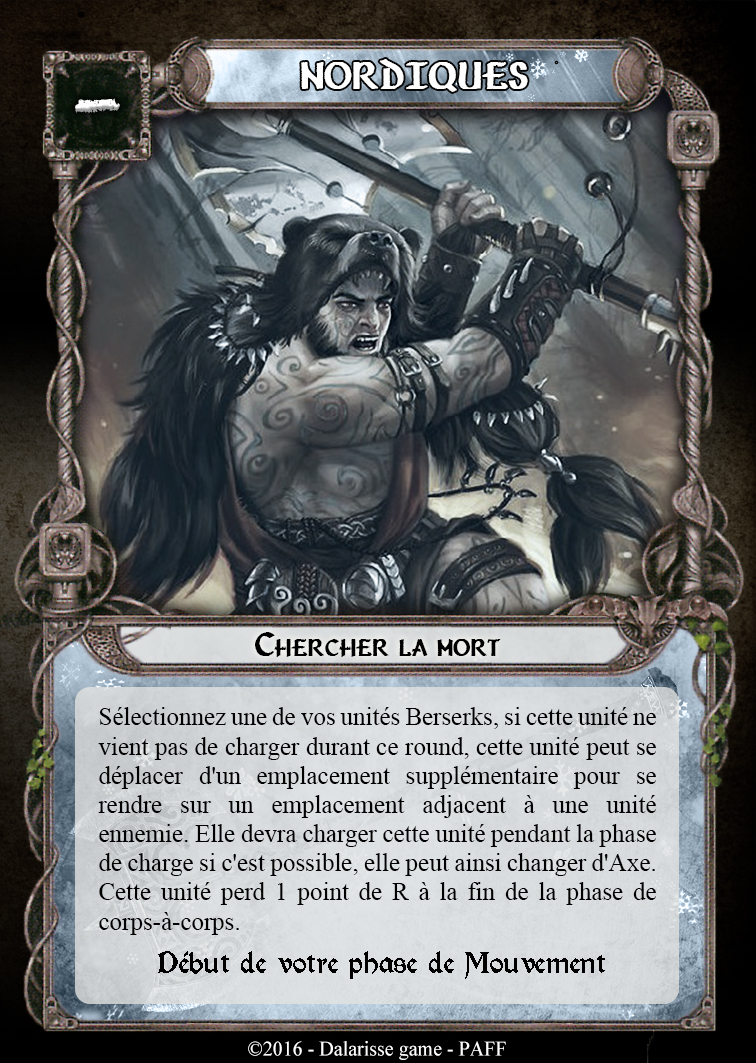 NORDIQUES
-
CHERCHER LA MORT
Sélectionnez une de vos unités Berserks, si cette unité ne
vient pas de charger durant ce round, cette unité peut se
déplacer d'un emplacement supplémentaire pour se
rendre sur un emplacement adjacent à une unité
ennemie. Elle devra charger cette unité pendant la phase
de charge si c'est possible, elle peut ainsi changer d'Axe.
Cette unité perd 1 point de R à la fin de la phase de
corps-à-corps.
Début de votre phase de Mouvement
©2016 - Dalarisse game - PAFF